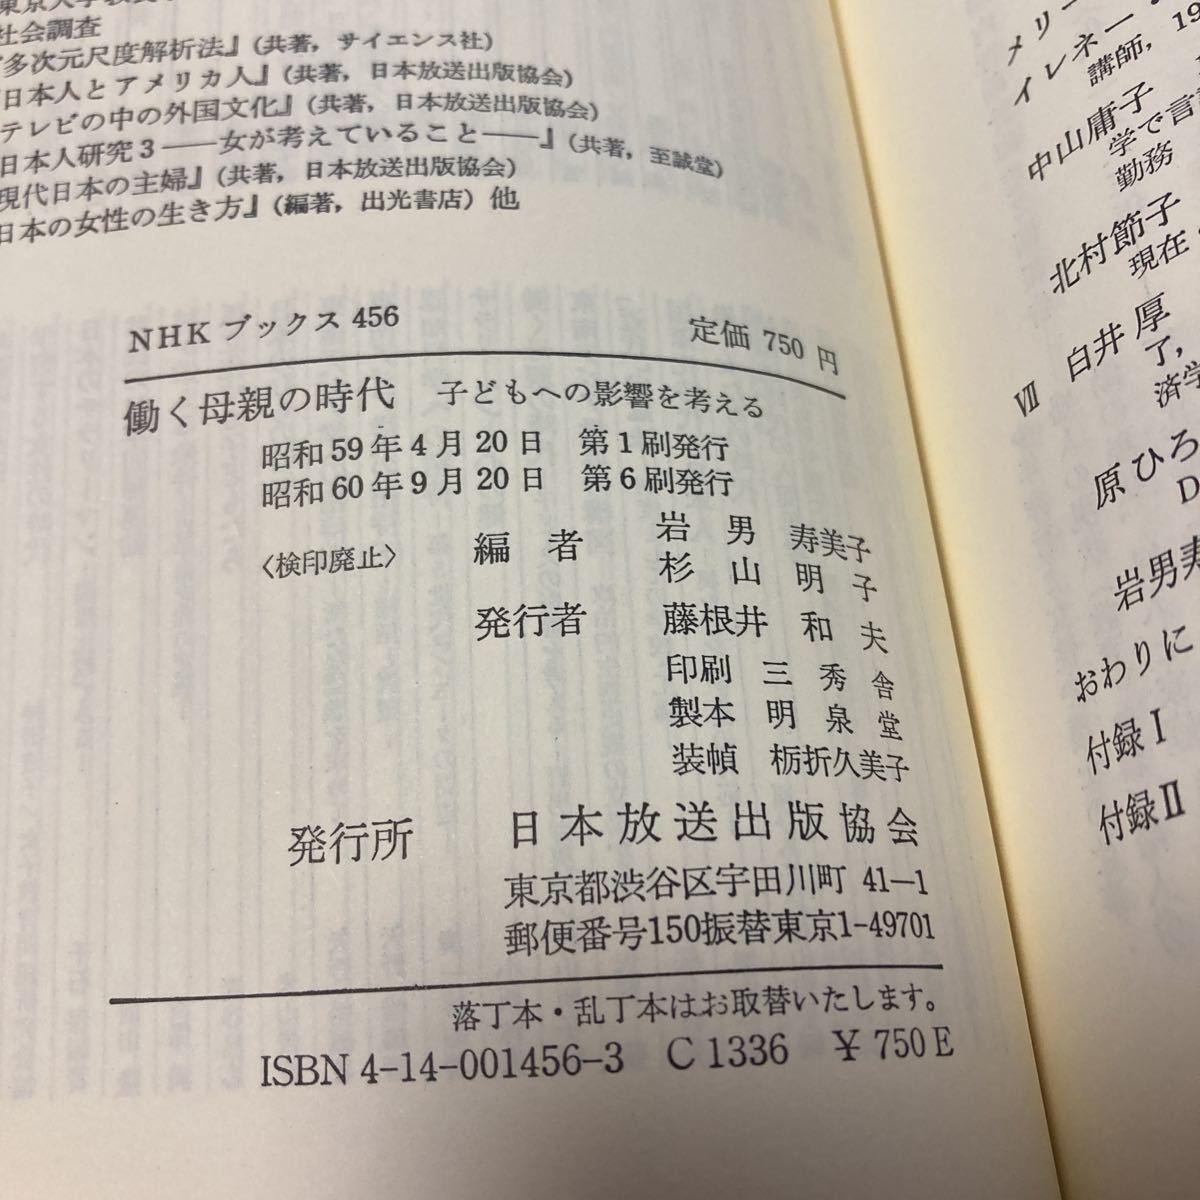 社会調査
『多次元尺度解析法』(共著，サイエンス社)
日本人とアメリカ人』(共著，日本放送出版協会)
テレビの中の外国文化』(共著，日本放送出版協会)
日本人研究3——女が考えていること——』(共著，至誠堂)
現代日本の主婦』(共著，日本放送出版協会)
日本の女性の生き方』(編著，出光書店) 他
NHKブックス 456 定価 750 円
働く母親の時代 子どもへの影響を考える
昭和59年4月20日 第1刷発行
昭和60年9月20日 第6刷発行
〈検印廃止〉 編者 岩男寿美子
杉山明子
発行者 藤根井和夫
印刷 三秀舎
製本 明泉堂
装幀 栃折久美子
発行所 日本放送出版協会
東京都渋谷区宇田川町 41−1
郵便番号150振替東京1-49701
落丁本・乱丁本はお取替いたします。
ISBN 4-14-001456-3 C1336 ¥750E
メリー
イレネー・
講師，19
中山庸子
学で言
勤務
北村節子
現在
白井 厚
了，
済学
Ⅶ
原ひろ
D
岩男寿
おわりに
付録Ⅰ
付録Ⅱ